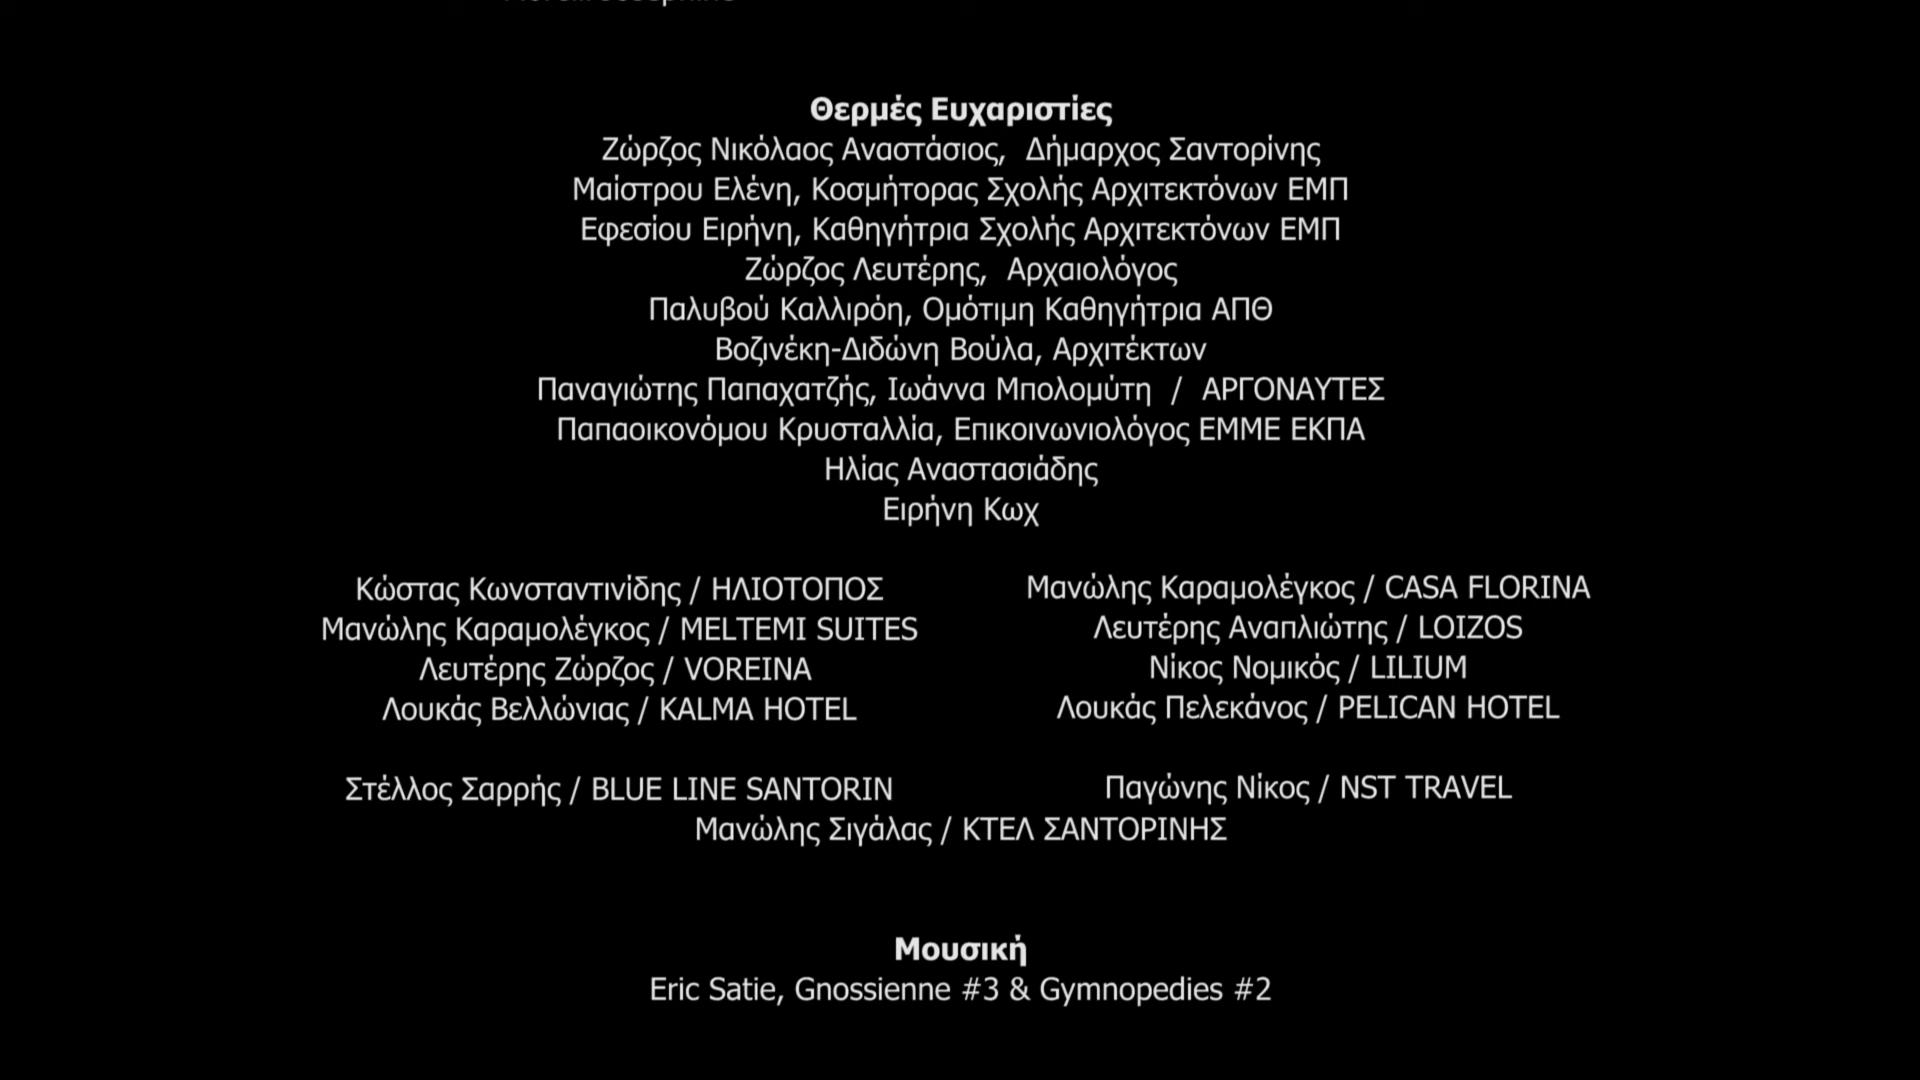 Θερμές Ευχαριστίες
Ζώρζος Νικόλαος Αναστάσιος, Δήμαρχος Σαντορίνης
Μαίστρου Ελένη, Κοσμήτορας Σχολής Αρχιτεκτόνων ΕΜΠ
Εφεσίου Ειρήνη, Καθηγήτρια Σχολής Αρχιτεκτόνων ΕΜΠ
Ζώρζος Λευτέρης, Αρχαιολόγος
Παλυβού Καλλιρόη, Ομότιμη Καθηγήτρια ΑΠΘ
Βοζινέκη-Διδώνη Βούλα, Αρχιτέκτων
Παναγιώτης Παπαχατζής, Ιωάννα Μπολομύτη / ΑΡΓΟΝΑΥΤΕΣ
Παπαοικονόμου Κρυσταλλία, Επικοινωνιολόγος ΕΜΜΕ ΕΚΠΑ
Ηλίας Αναστασιάδης
Ειρήνη Κωχ
Κώστας Κωνσταντινίδης / ΗΛΙΟΤΟΠΟΣ
Μανώλης Καραμολέγκος / MELTEMI SUITES
Λευτέρης Ζώρζος / VOREINA
Λουκάς Βελλώνιας / KALMA HOTEL
Μανώλης Καραμολέγκος / CASA FLORINA
Λευτέρης Αναπλιώτης / LOIZOS
Νίκος Νομικός / LILIUM
Λουκάς Πελεκάνος / PELICAN HOTEL
Στέλλος Σαρρής / BLUE LINE SANTORIN
Παγώνης Νίκος / NST TRAVEL
Μανώλης Σιγάλας / ΚΤΕΛ ΣΑΝΤΟΡΙΝΗΣ
Μουσική
Eric Satie, Gnossienne #3 & Gymnopedies #2